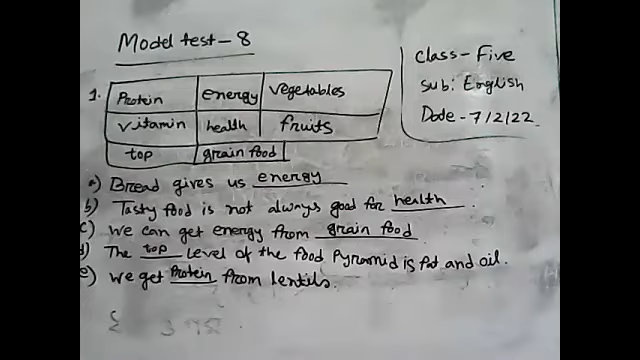 Model test - 8
Class - Five
Sub: English
Date - 7/2/22
1. Protein energy vegetables
vitamin health fruits
top grain food
a) Bread gives us energy
b) Tasty food is not always good for health.
c) We can get energy from grain food.
d) The top level of the food Pyramid is fat and oil.
e) We get Protein from lentils.